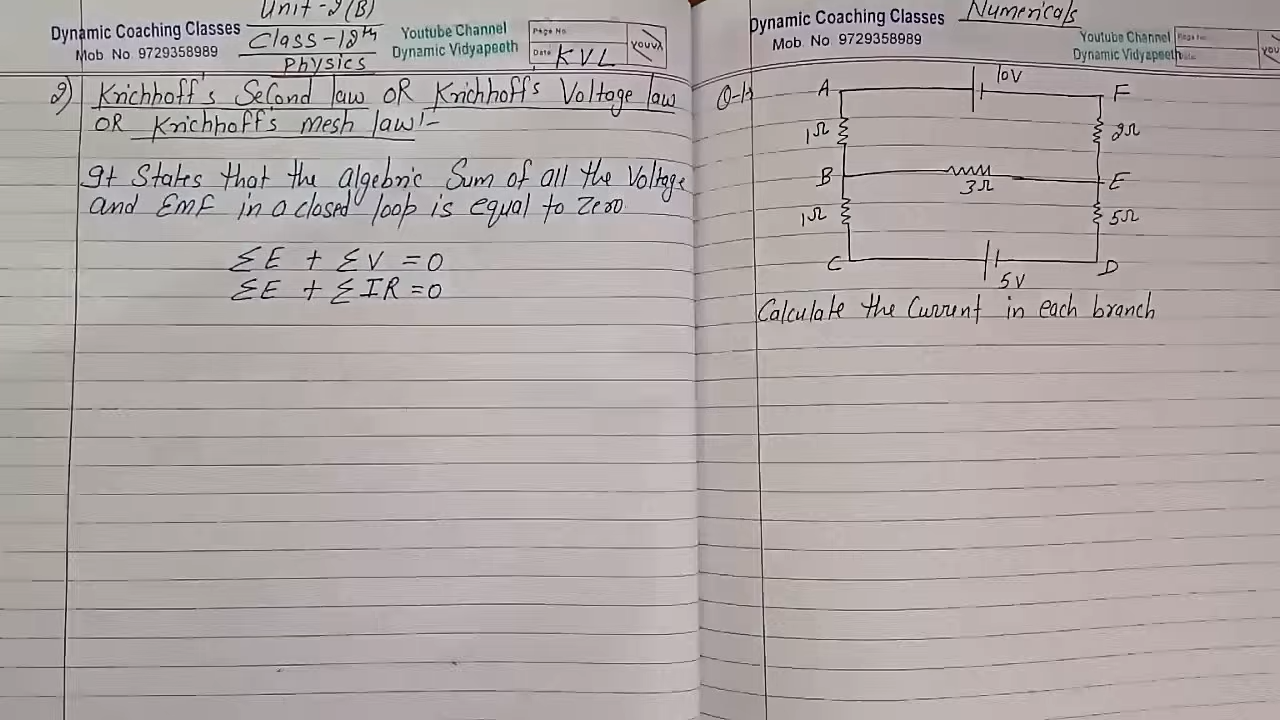 Unit-2(B)
Dynamic Coaching Classes
Mob. No. 9729358989
Class-12th
Physics
Youtube Channel
Dynamic Vidyapeeth
Page No.
Date
KVL
youva
2) Krichhoff's Second law OR Krichhoff's Voltage law
OR Krichhoff's mesh law!-
It States that the algebric Sum of all the Voltage
and EMF in a closed loop is equal to Zero.
ΣE + ΣV = 0
ΣE + ΣIR = 0
Dynamic Coaching Classes
Mob. No. 9729358989
Numericals
Youtube Channel
Dynamic Vidyapeeth
Page No.
Date
Q-1)
A 10V F
1Ω 2Ω
B 3Ω E
1Ω 5Ω
C 5V D
Calculate the Current in each branch